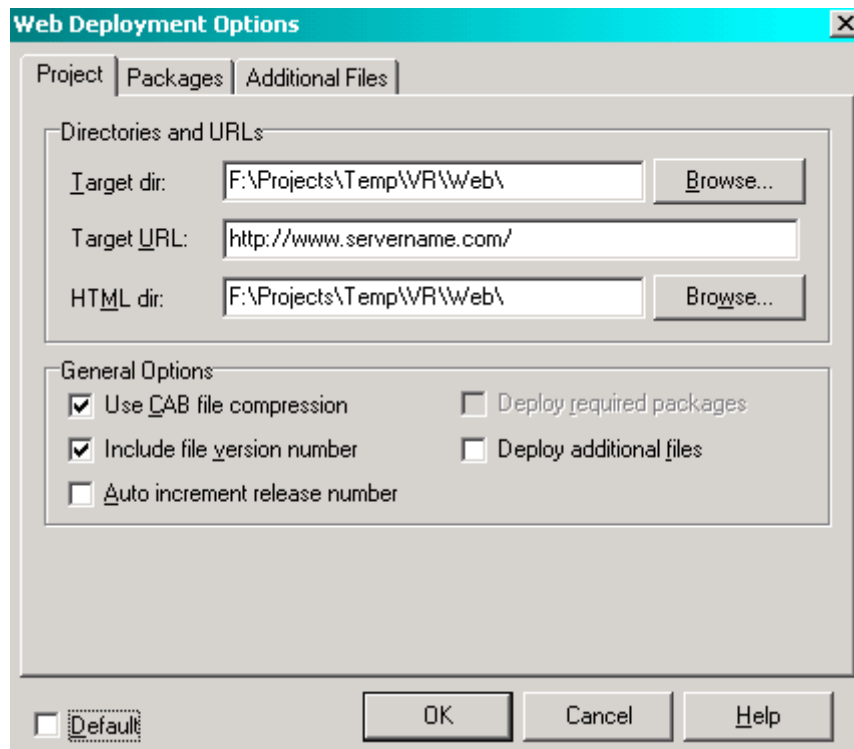 Web Deployment Options
Project Packages Additional Files
Directories and URLs
Target dir: F:\Projects\Temp\VR\Web\ Browse...
Target URL: http://www.servername.com/
HTML dir: F:\Projects\Temp\VR\Web\ Browse...
General Options
Use CAB file compression Deploy required packages
Include file version number Deploy additional files
Auto increment release number
Default OK Cancel Help